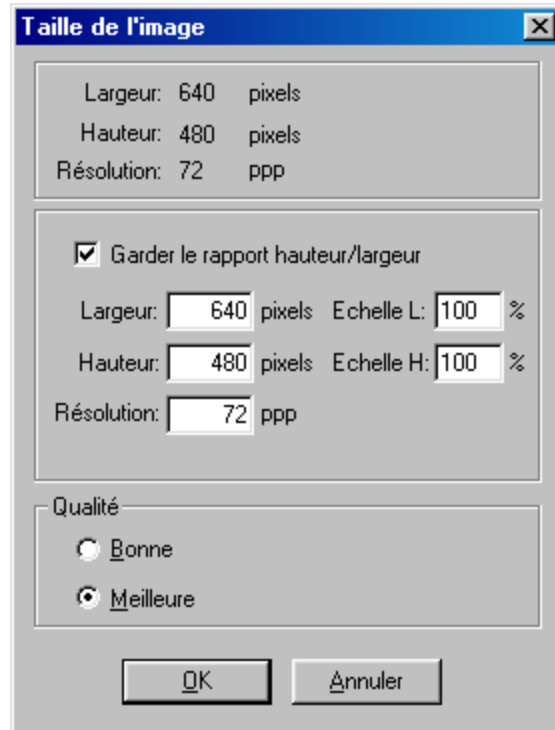 Taille de l'image
Largeur: 640 pixels
Hauteur: 480 pixels
Résolution: 72 ppp
Garder le rapport hauteur/largeur
Largeur: 640 pixels Echelle L: 100 %
Hauteur: 480 pixels Echelle H: 100 %
Résolution: 72 ppp
Qualité
Bonne
Meilleure
OK Annuler